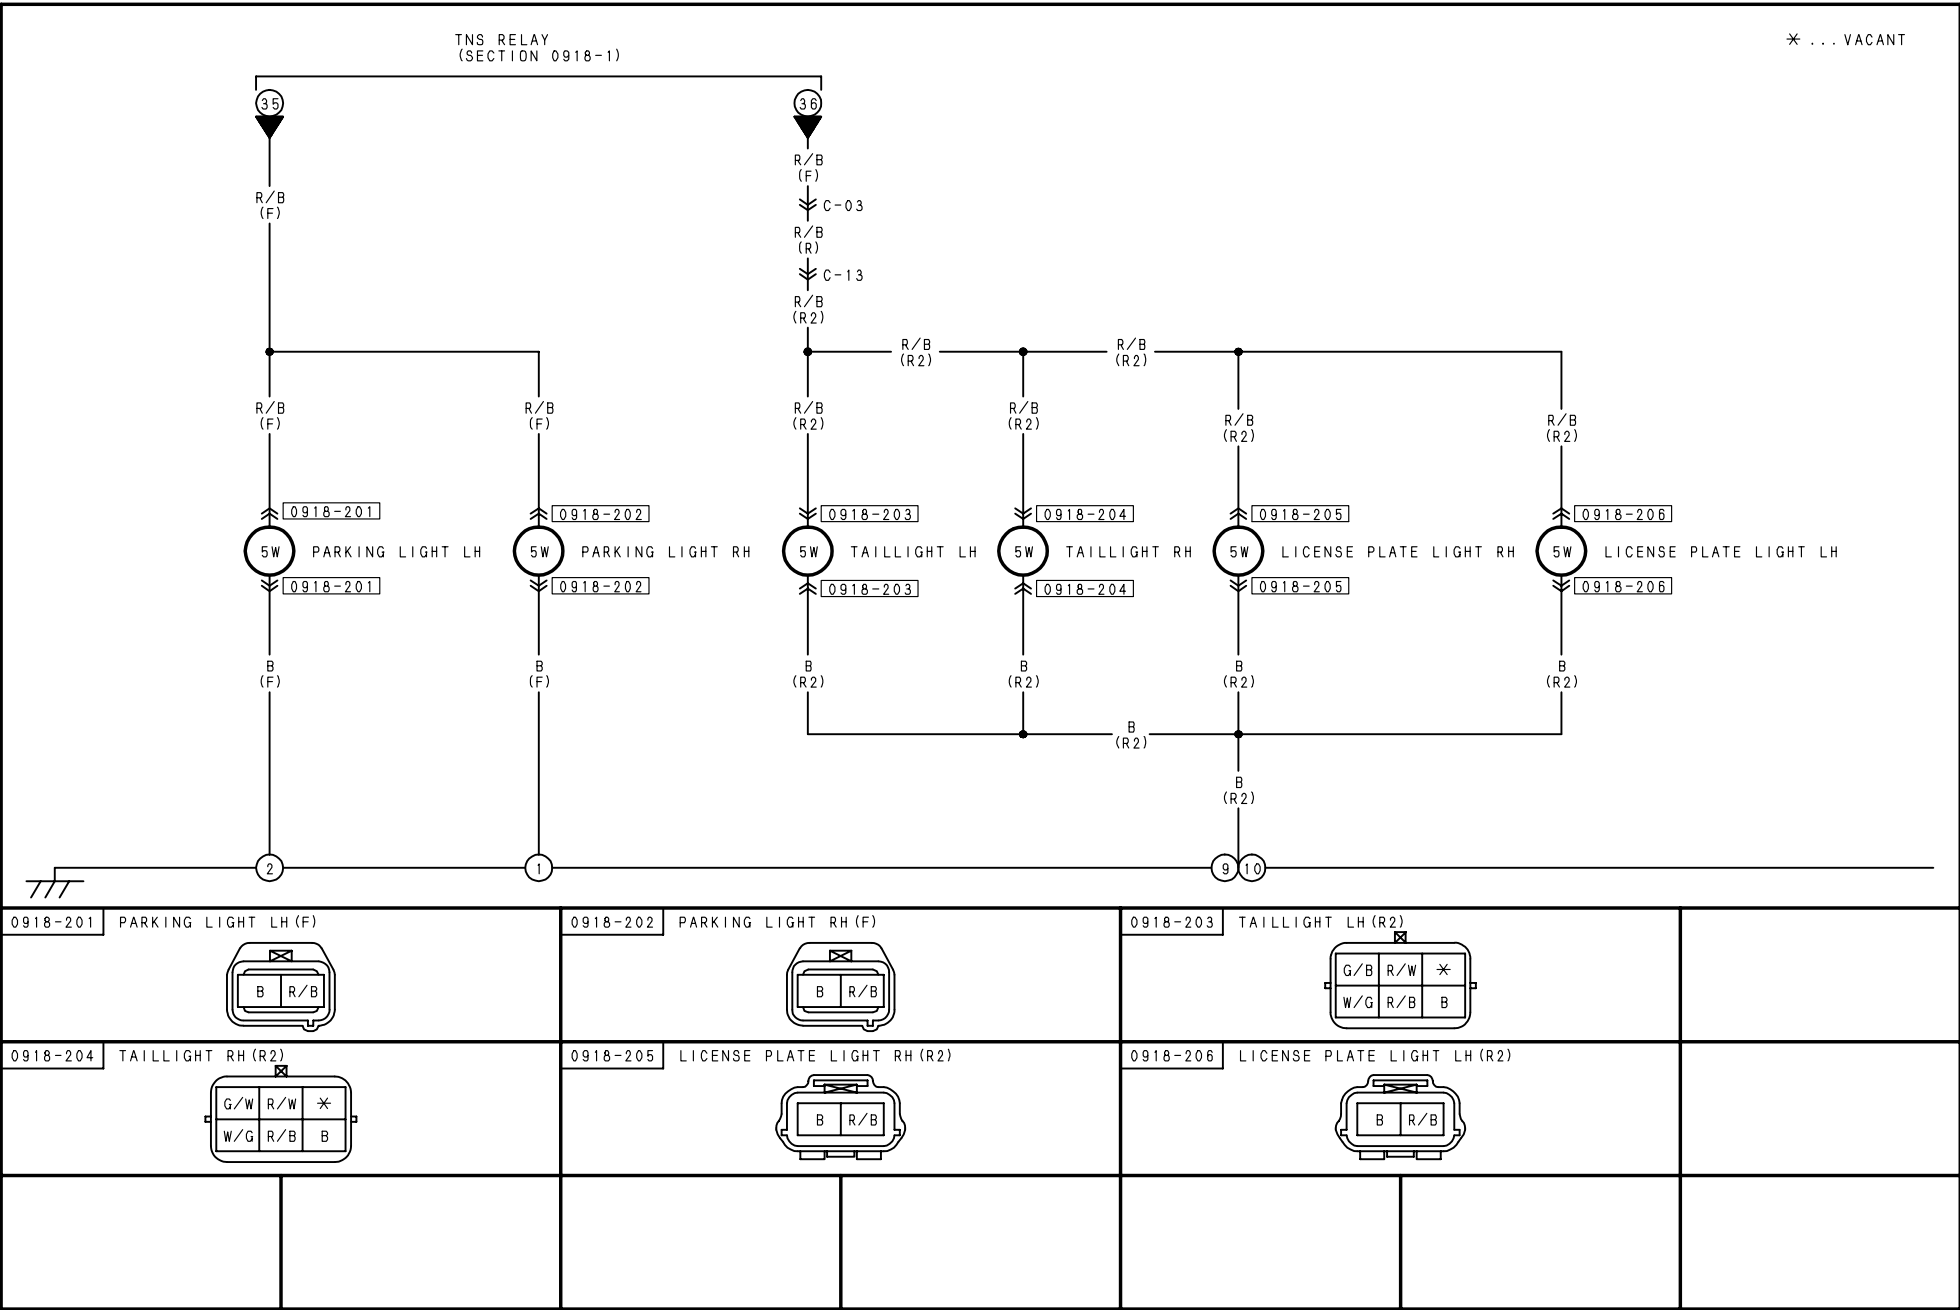 TNS RELAY
(SECTION 0918-1)
* ... VACANT
35
36
R/B
(F)
C-03
R/B
(F)
R/B
(R)
C-13
R/B
(R2)
R/B
(R2)
R/B
(R2)
R/B
(F)
R/B
(F)
R/B
(R2)
R/B
(R2)
R/B
(R2)
R/B
(R2)
0918-201
0918-202
0918-203
0918-204
0918-205
0918-206
5W PARKING LIGHT LH
5W PARKING LIGHT RH
5W TAILLIGHT LH
5W TAILLIGHT RH
5W LICENSE PLATE LIGHT RH
5W LICENSE PLATE LIGHT LH
0918-201
0918-202
0918-203
0918-204
0918-205
0918-206
B
(F)
B
(F)
B
(R2)
B
(R2)
B
(R2)
B
(R2)
B
(R2)
B
(R2)
2
1
9 10
0918-201 PARKING LIGHT LH(F)
B R/B
0918-202 PARKING LIGHT RH(F)
B R/B
0918-203 TAILLIGHT LH(R2)
G/B R/W *
W/G R/B B
0918-204 TAILLIGHT RH(R2)
G/W R/W *
W/G R/B B
0918-205 LICENSE PLATE LIGHT RH(R2)
B R/B
0918-206 LICENSE PLATE LIGHT LH(R2)
B R/B